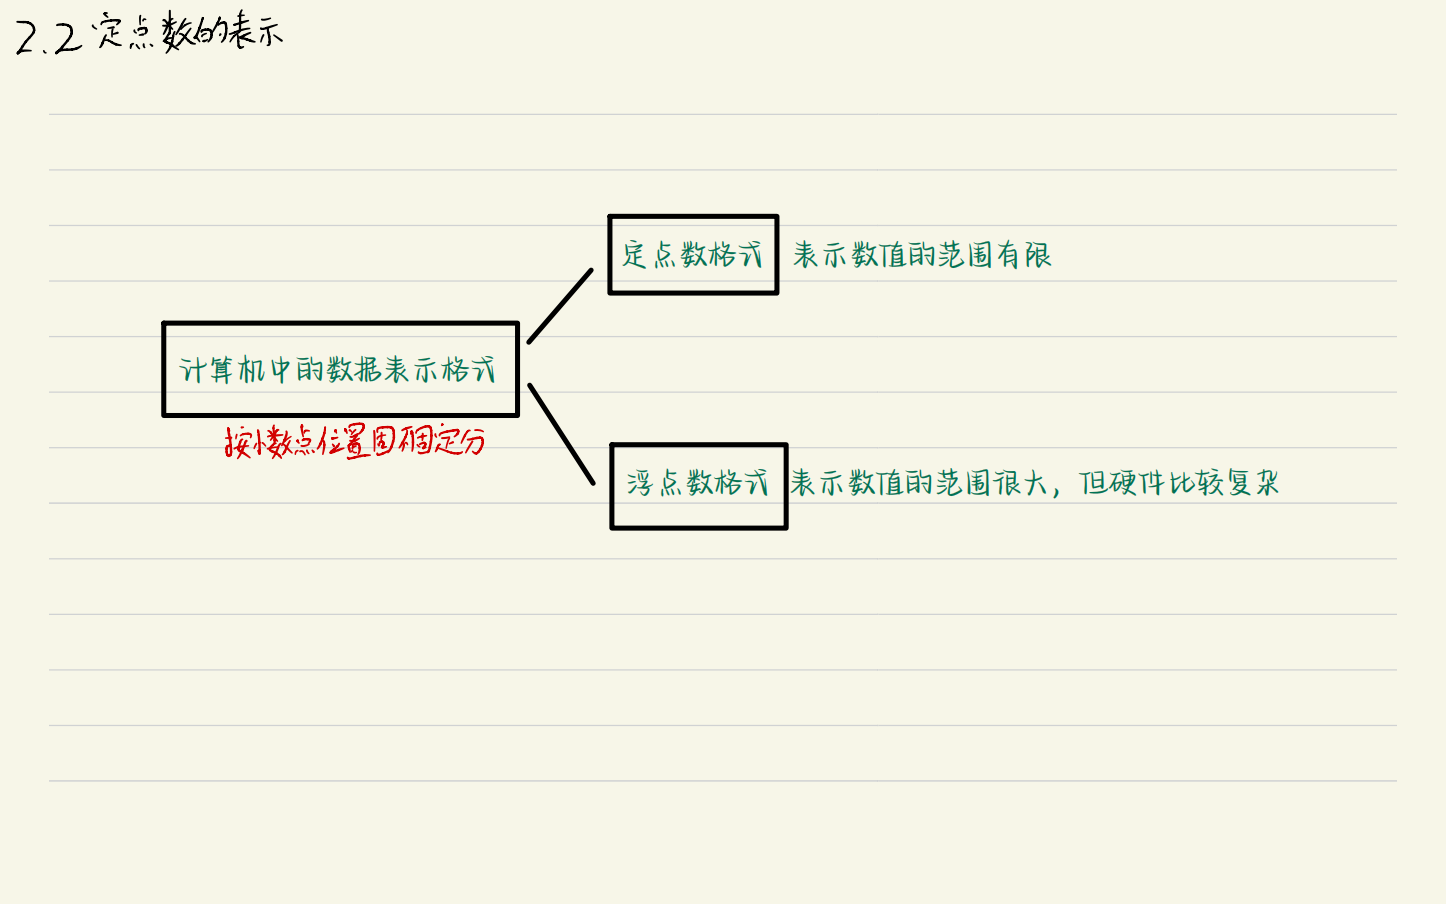 2.2 定点数的表示
定点数格式 表示数值的范围有限
计算机中的数据表示格式
按小数点位置固不固定分
浮点数格式 表示数值的范围很大，但硬件比较复杂